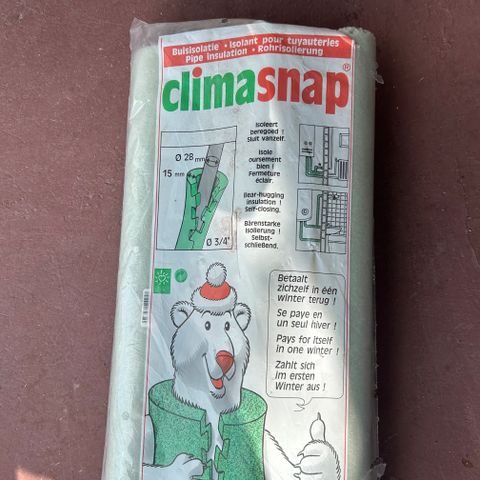 Buisisolatie • Isolant pour tuyauteries
Pipe insulation • Rohrisolierung
climasnap®
Isoleert
beregoed !
Sluit vanzelf.
Isole
oursement
bien !
Fermeture
éclair.
Bear-hugging
insulation !
Self-closing.
Bärenstarke
Isolierung !
Selbst-
schließend.
Ø 28 mm
15 mm
Ø 3/4"
Betaalt
zichzelf in één
winter terug !
Se paye en
un seul hiver !
Pays for itself
in one winter !
Zahlt sich
im ersten
Winter aus !